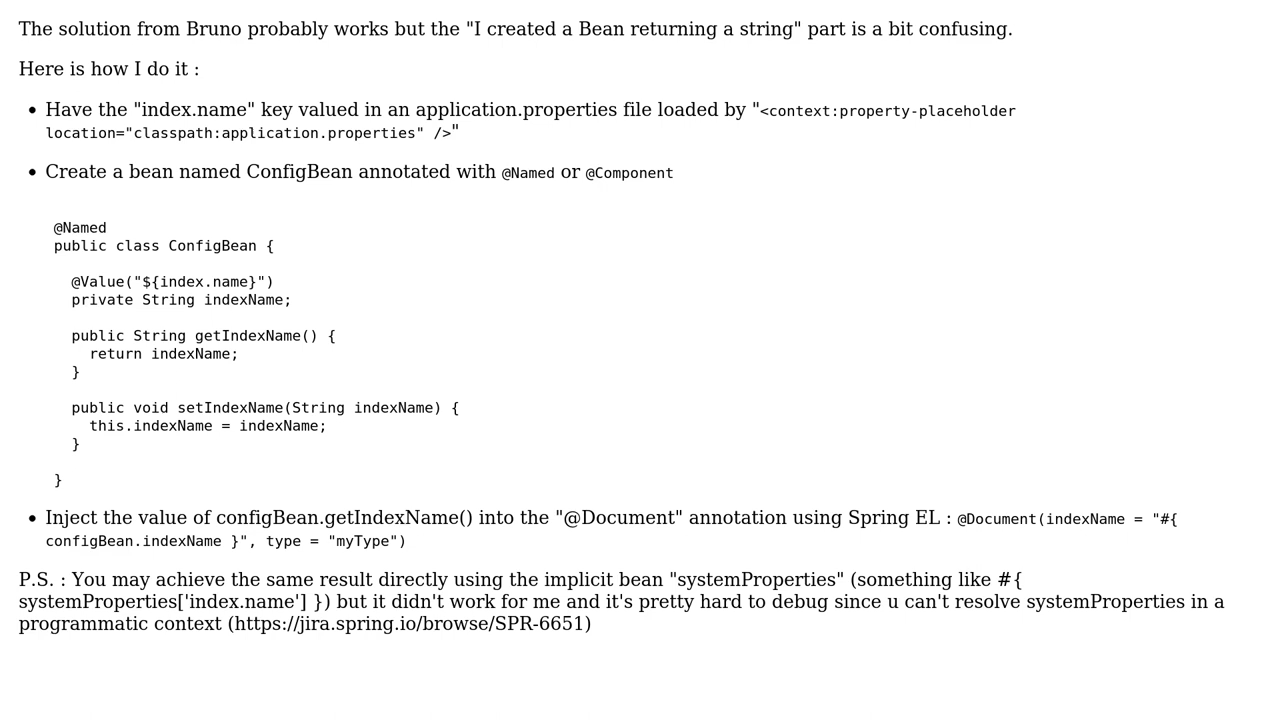 The solution from Bruno probably works but the "I created a Bean returning a string" part is a bit confusing.
Here is how I do it :
• Have the "index.name" key valued in an application.properties file loaded by "<context:property-placeholder
location="classpath:application.properties" />"
• Create a bean named ConfigBean annotated with @Named or @Component
@Named
public class ConfigBean {
  @Value("${index.name}")
  private String indexName;
  public String getIndexName() {
    return indexName;
  }
  public void setIndexName(String indexName) {
    this.indexName = indexName;
  }
}
• Inject the value of configBean.getIndexName() into the "@Document" annotation using Spring EL : @Document(indexName = "#{
configBean.indexName }", type = "myType")
P.S. : You may achieve the same result directly using the implicit bean "systemProperties" (something like #{
systemProperties['index.name'] }) but it didn't work for me and it's pretty hard to debug since u can't resolve systemProperties in a
programmatic context (https://jira.spring.io/browse/SPR-6651)